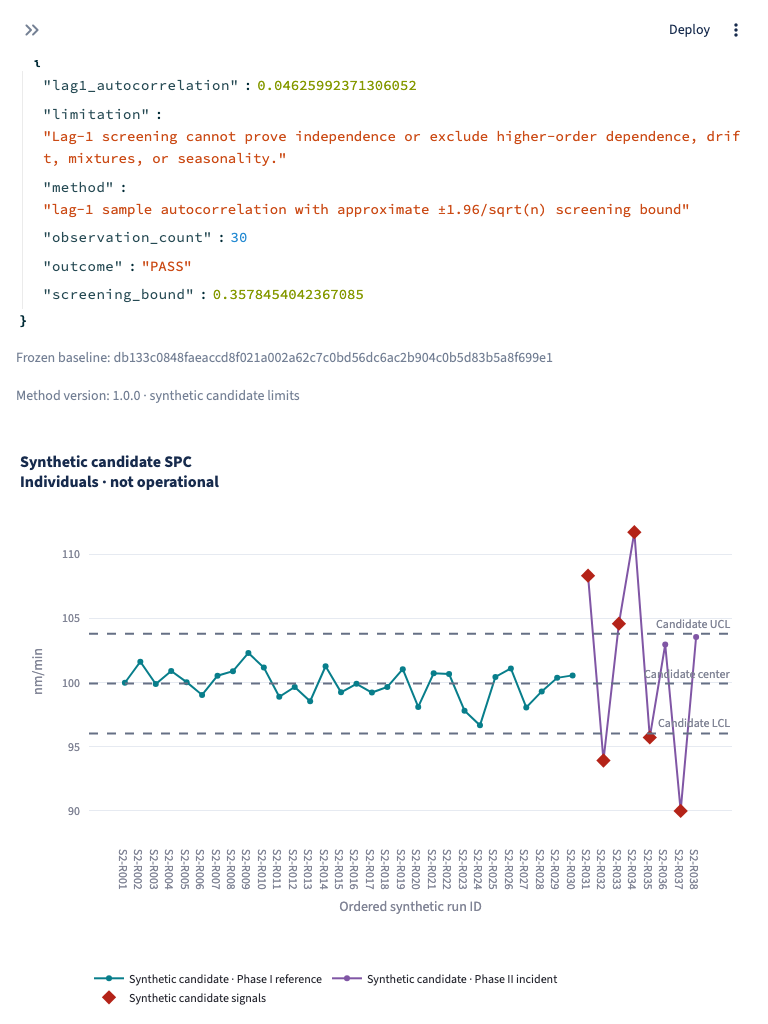 Deploy
{
"lag1_autocorrelation" : 0.04625992371306052
"limitation" :
"Lag-1 screening cannot prove independence or exclude higher-order dependence, drif
t, mixtures, or seasonality."
"method" :
"lag-1 sample autocorrelation with approximate ±1.96/sqrt(n) screening bound"
"observation_count" : 30
"outcome" : "PASS"
"screening_bound" : 0.3578454042367085
}
Frozen baseline: db133c0848faeaccd8f021a002a62c7c0bd56dc6ac2b904c0b5d83b5a8f699e1
Method version: 1.0.0 · synthetic candidate limits
Synthetic candidate SPC
Individuals · not operational
110
105
100
95
90
nm/min
Candidate UCL
Candidate center
Candidate LCL
S2-R001
S2-R002
S2-R003
S2-R004
S2-R005
S2-R006
S2-R007
S2-R008
S2-R009
S2-R010
S2-R011
S2-R012
S2-R013
S2-R014
S2-R015
S2-R016
S2-R017
S2-R018
S2-R019
S2-R020
S2-R021
S2-R022
S2-R023
S2-R024
S2-R025
S2-R026
S2-R027
S2-R028
S2-R029
S2-R030
S2-R031
S2-R032
S2-R033
S2-R034
S2-R035
S2-R036
S2-R037
S2-R038
Ordered synthetic run ID
Synthetic candidate · Phase I reference
Synthetic candidate · Phase II incident
Synthetic candidate signals